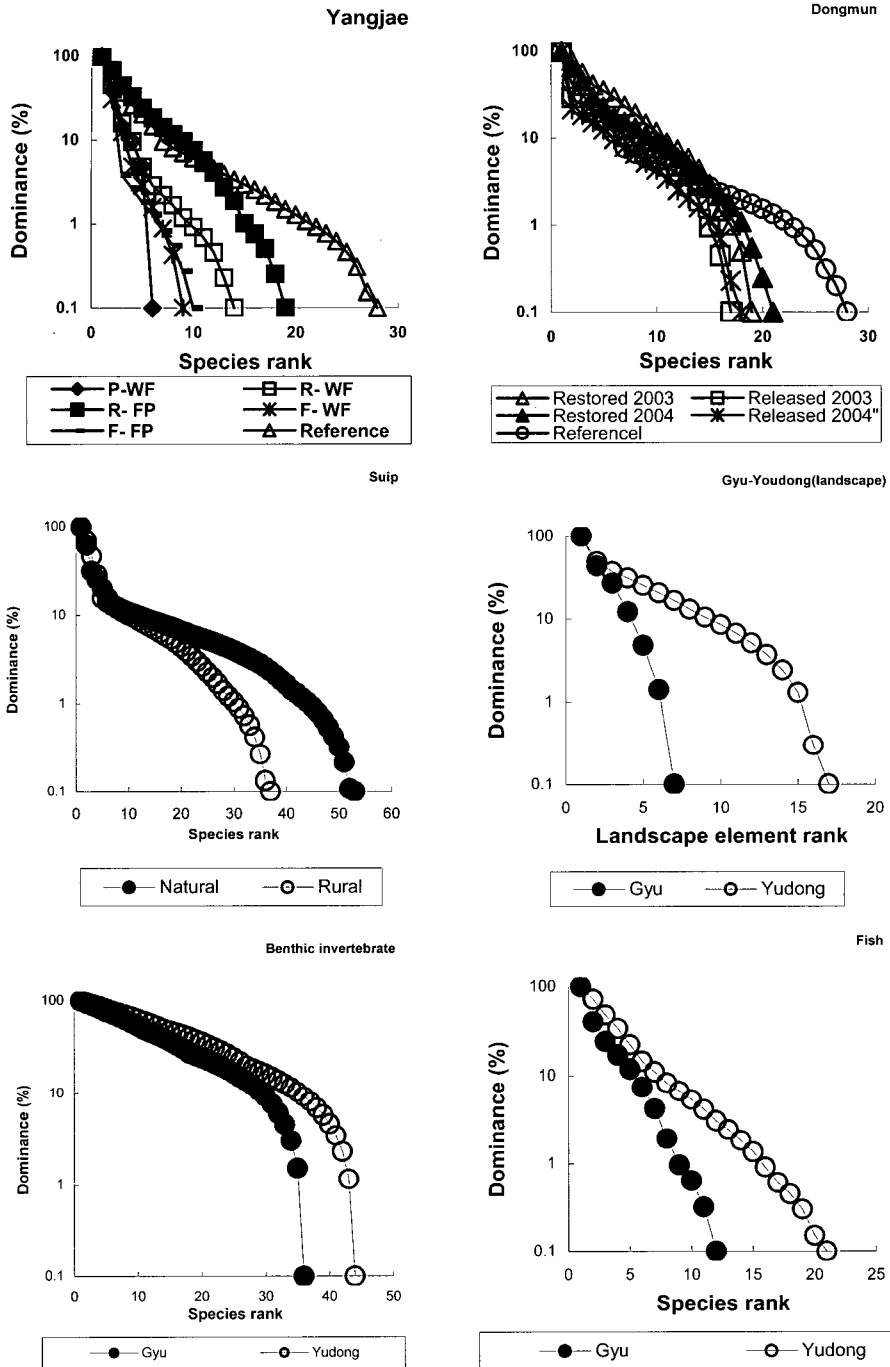 Yangjae
100
10
1
0.1
0 10 20 30
Dominance (%)
Species rank
P-WF R- WF
R- FP F- WF
F- FP Reference
Dongmun
100
10
1
0.1
0 10 20 30
Dominance (%)
Species rank
Restored 2003 Released 2003
Restored 2004 Released 2004"
Referencel
Suip
100
10
1
0.1
0 10 20 30 40 50 60
Dominance (%)
Species rank
Natural Rural
Gyu-Youdong(landscape)
100
10
1
0.1
0 5 10 15 20
Dominance (%)
Landscape element rank
Gyu Yudong
Benthic invertebrate
100
10
1
0.1
0 10 20 30 40 50
Dominance (%)
Species rank
Gyu Yudong
Fish
100
10
1
0.1
0 5 10 15 20 25
Dominance (%)
Species rank
Gyu Yudong